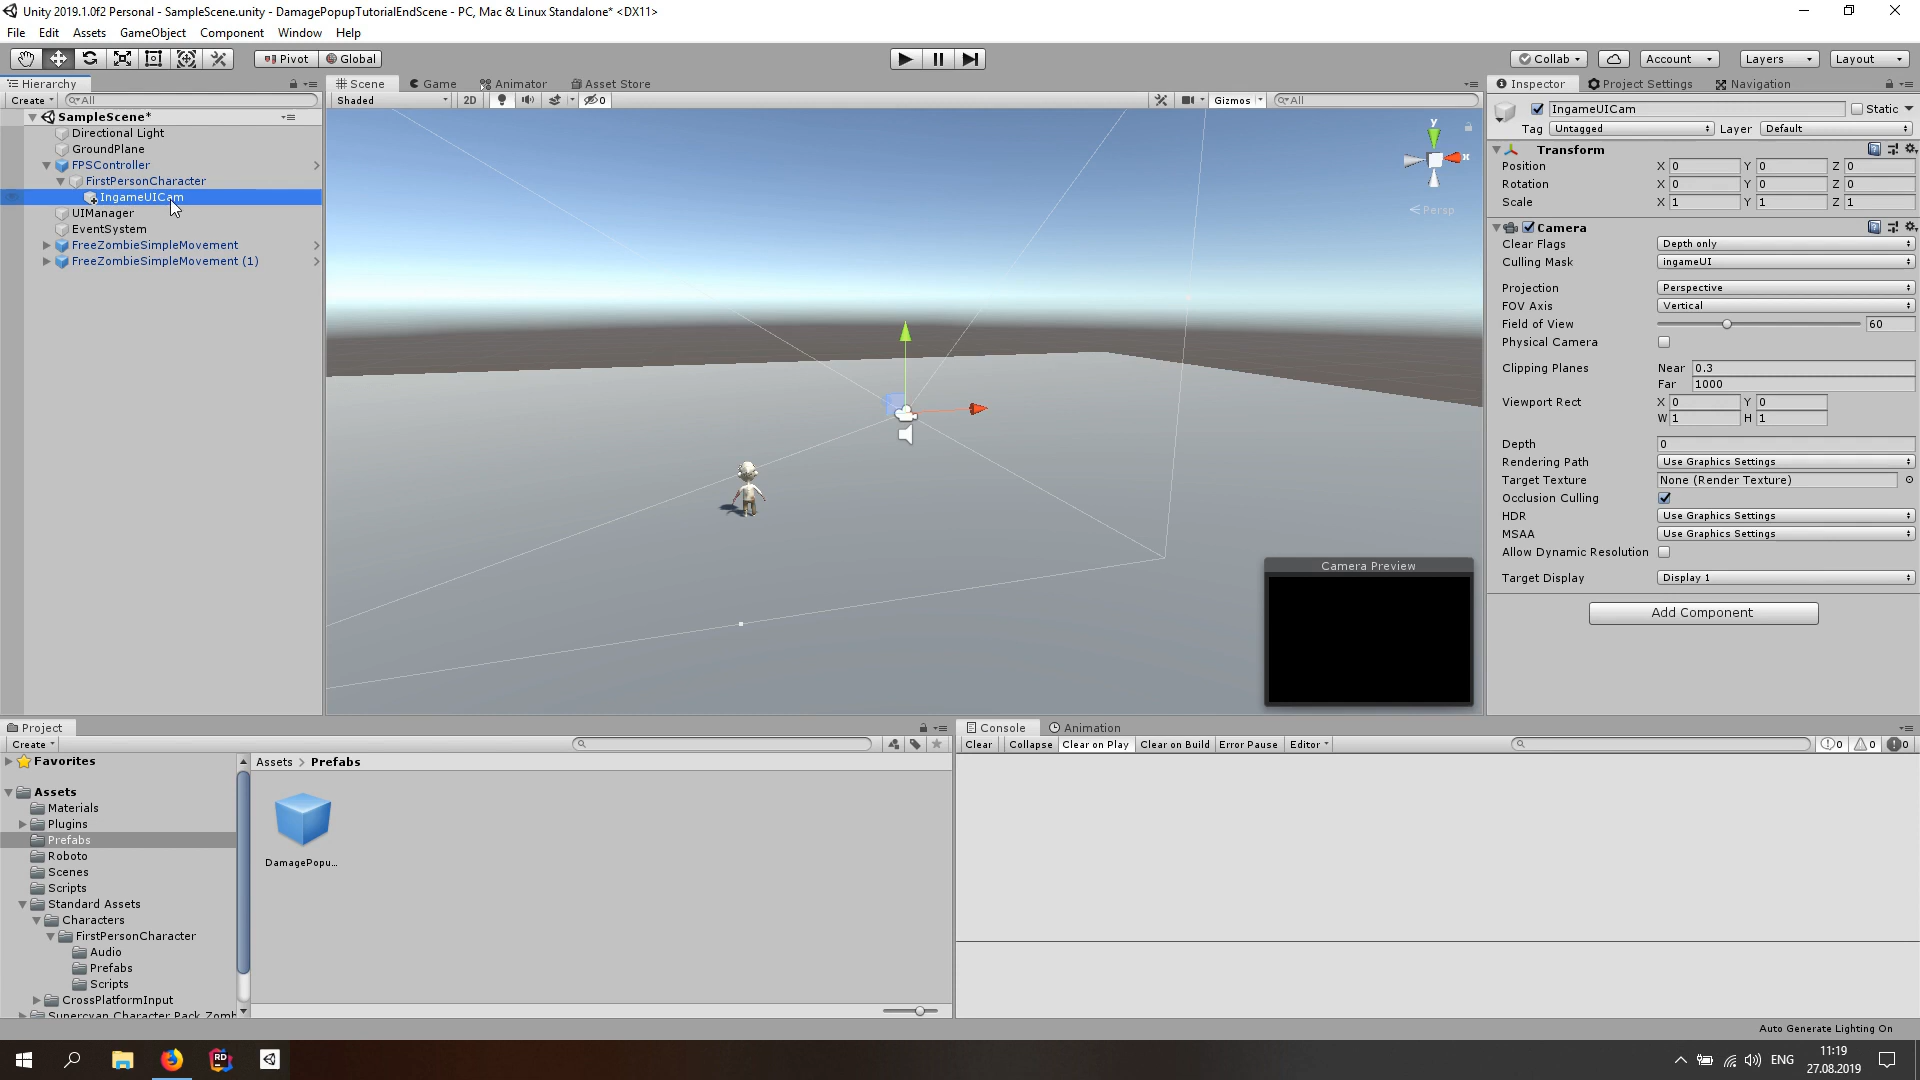 Unity 2019.1.0f2 Personal - SampleScene.unity - DamagePopupTutorialEndScene - PC, Mac & Linux Standalone* <DX11>
File Edit Assets GameObject Component Window Help
Pivot Global Collab Account Layers Layout
Hierarchy
Create All
SampleScene*
Directional Light
GroundPlane
FPSController
FirstPersonCharacter
IngameUICam
UIManager
EventSystem
FreeZombieSimpleMovement
FreeZombieSimpleMovement (1)
Scene Game Animator Asset Store
Shaded 2D 0 Gizmos All
y
x
Persp
Camera Preview
Inspector Project Settings Navigation
IngameUICam Static
Tag Untagged Layer Default
Transform
Position X 0 Y 0 Z 0
Rotation X 0 Y 0 Z 0
Scale X 1 Y 1 Z 1
Camera
Clear Flags Depth only
Culling Mask ingameUI
Projection Perspective
FOV Axis Vertical
Field of View 60
Physical Camera
Clipping Planes Near 0.3
Far 1000
Viewport Rect X 0 Y 0
W 1 H 1
Depth 0
Rendering Path Use Graphics Settings
Target Texture None (Render Texture)
Occlusion Culling
HDR Use Graphics Settings
MSAA Use Graphics Settings
Allow Dynamic Resolution
Target Display Display 1
Add Component
Project
Create
Favorites
Assets
Materials
Plugins
Prefabs
Roboto
Scenes
Scripts
Standard Assets
Characters
FirstPersonCharacter
Audio
Prefabs
Scripts
CrossPlatformInput
Supercyan Character Pack Zomb
Assets > Prefabs
DamagePopu...
Console Animation
Clear Collapse Clear on Play Clear on Build Error Pause Editor 0 0 0
Auto Generate Lighting On
RD
ENG
11:19
27.08.2019